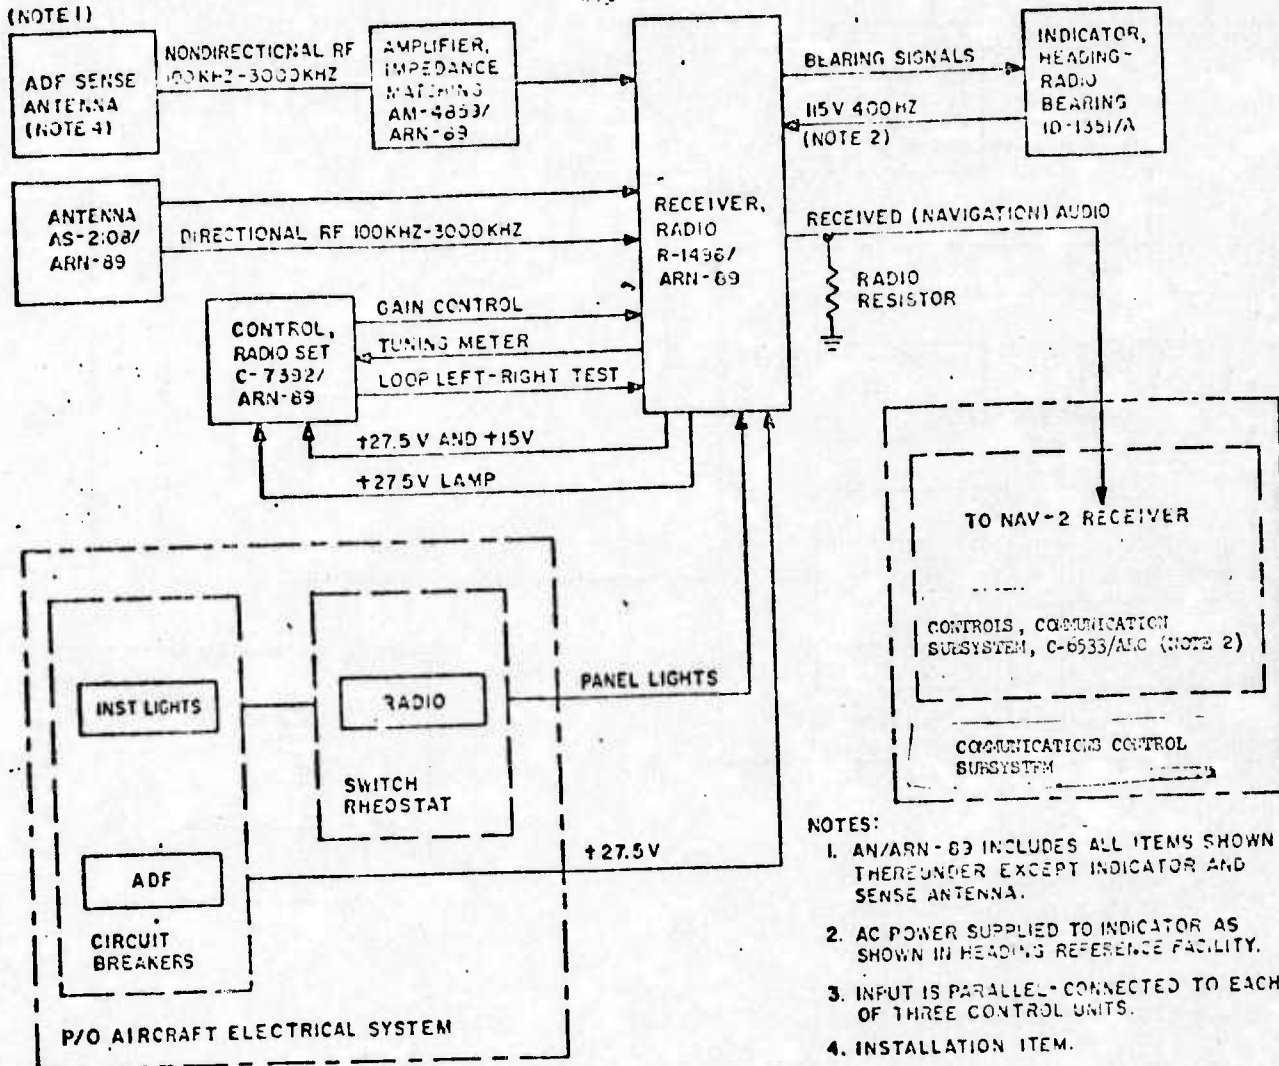 (NOTE 1)
ADF SENSE
ANTENNA
(NOTE 4)
NONDIRECTIONAL RF
100KHZ-3000KHZ
AMPLIFIER,
IMPEDANCE
MATCHING
AM-4859/
ARN-89
ANTENNA
AS-2108/
ARN-89
DIRECTIONAL RF 100KHZ-3000KHZ
CONTROL,
RADIO SET
C-7392/
ARN-89
GAIN CONTROL
TUNING METER
LOOP LEFT-RIGHT TEST
+27.5 V AND +15V
+27.5V LAMP
RECEIVER,
RADIO
R-1496/
ARN-89
BEARING SIGNALS
115V 400HZ
(NOTE 2)
INDICATOR,
HEADING-
RADIO
BEARING
ID-1351/A
RECEIVED (NAVIGATION) AUDIO
RADIO
RESISTOR
TO NAV-2 RECEIVER
CONTROLS, COMMUNICATION
SUBSYSTEM, C-6533/ARC (NOTE 2)
COMMUNICATIONS CONTROL
SUBSYSTEM
INST LIGHTS
RADIO
SWITCH
RHEOSTAT
PANEL LIGHTS
ADF
CIRCUIT
BREAKERS
+27.5V
P/O AIRCRAFT ELECTRICAL SYSTEM
NOTES:
1. AN/ARN-89 INCLUDES ALL ITEMS SHOWN
THEREUNDER EXCEPT INDICATOR AND
SENSE ANTENNA.
2. AC POWER SUPPLIED TO INDICATOR AS
SHOWN IN HEADING REFERENCE FACILITY.
3. INPUT IS PARALLEL-CONNECTED TO EACH
OF THREE CONTROL UNITS.
4. INSTALLATION ITEM.